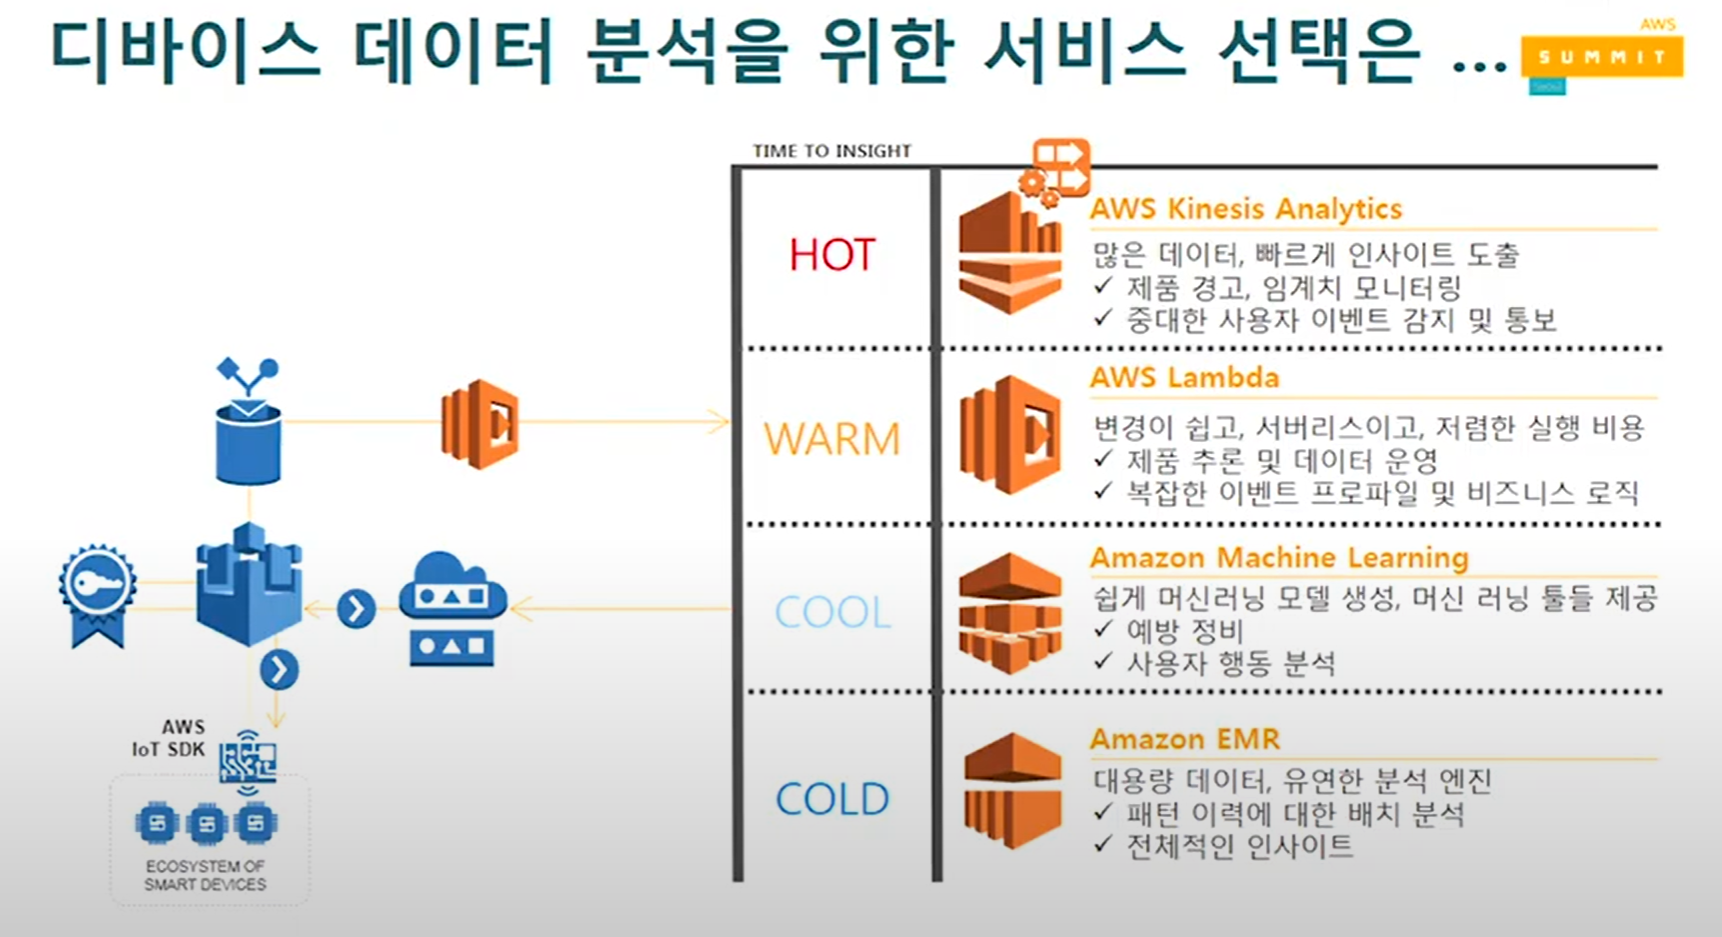 디바이스 데이터 분석을 위한 서비스 선택은 ...
AWS
SUMMIT
Seoul
TIME TO INSIGHT
HOT
AWS Kinesis Analytics
많은 데이터, 빠르게 인사이트 도출
✓ 제품 경고, 임계치 모니터링
✓ 중대한 사용자 이벤트 감지 및 통보
WARM
AWS Lambda
변경이 쉽고, 서버리스이고, 저렴한 실행 비용
✓ 제품 추론 및 데이터 운영
✓ 복잡한 이벤트 프로파일 및 비즈니스 로직
COOL
Amazon Machine Learning
쉽게 머신러닝 모델 생성, 머신 러닝 툴들 제공
✓ 예방 정비
✓ 사용자 행동 분석
COLD
Amazon EMR
대용량 데이터, 유연한 분석 엔진
✓ 패턴 이력에 대한 배치 분석
✓ 전체적인 인사이트
AWS
IoT SDK
ECOSYSTEM OF
SMART DEVICES